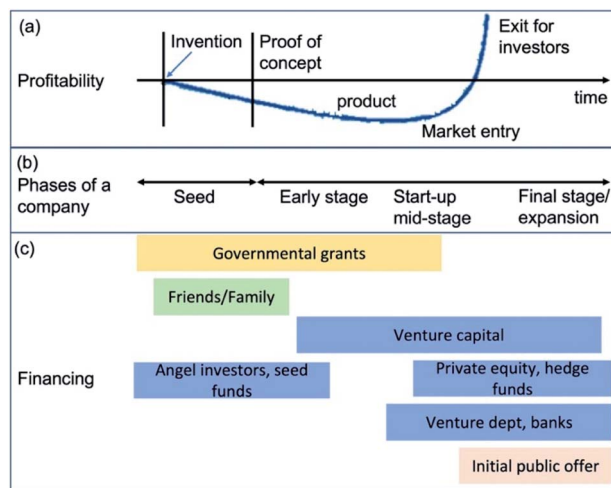 (a)
Invention
Proof of
concept
Exit for
investors
Profitability
product
time
Market entry
(b)
Phases of a
company
Seed
Early stage
Start-up
mid-stage
Final stage/
expansion
(c)
Governmental grants
Friends/Family
Venture capital
Financing
Angel investors, seed
funds
Private equity, hedge
funds
Venture dept, banks
Initial public offer